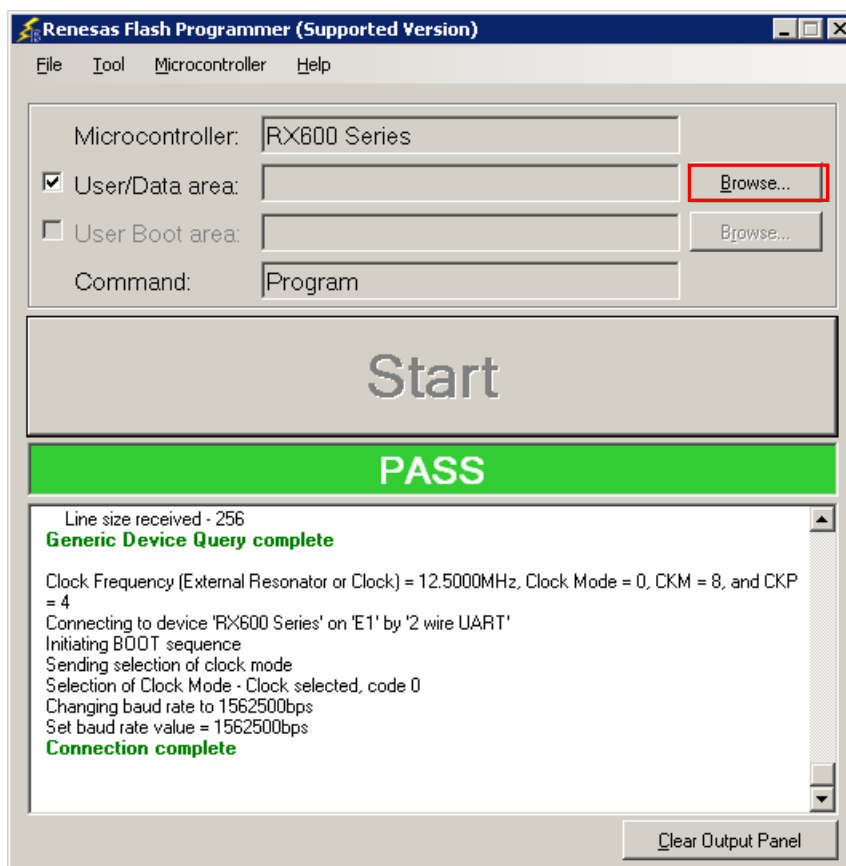 Renesas Flash Programmer (Supported Version)
File Tool Microcontroller Help
Microcontroller: RX600 Series
User/Data area: Browse...
User Boot area: Browse...
Command: Program
Start
PASS
Line size received - 256
Generic Device Query complete
Clock Frequency (External Resonator or Clock) = 12.5000MHz, Clock Mode = 0, CKM = 8, and CKP
= 4
Connecting to device 'RX600 Series' on 'E1' by '2 wire UART'
Initiating BOOT sequence
Sending selection of clock mode
Selection of Clock Mode - Clock selected, code 0
Changing baud rate to 1562500bps
Set baud rate value = 1562500bps
Connection complete
Clear Output Panel